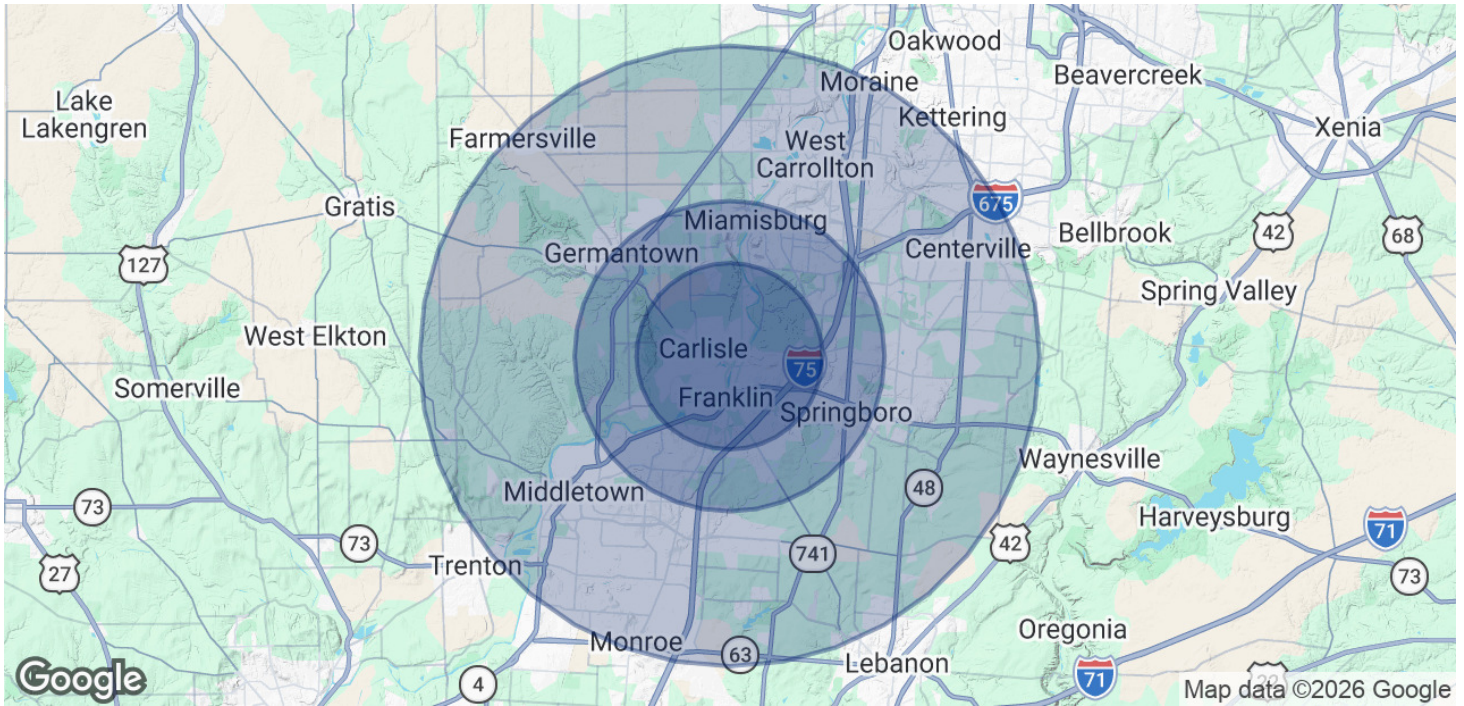 Oakwood
Moraine
Beavercreek
Lake
Lakengren
Kettering
Xenia
Farmersville
West
Carrollton
Gratis
675
Miamisburg
42
68
Bellbrook
Germantown
Centerville
127
Spring Valley
West Elkton
Carlisle
75
Somerville
Franklin
Springboro
Waynesville
Middletown
48
73
Harveysburg
71
73
42
741
Trenton
27
73
Oregonia
Monroe
63
Lebanon
Google
4
71
22
Map data ©2026 Google